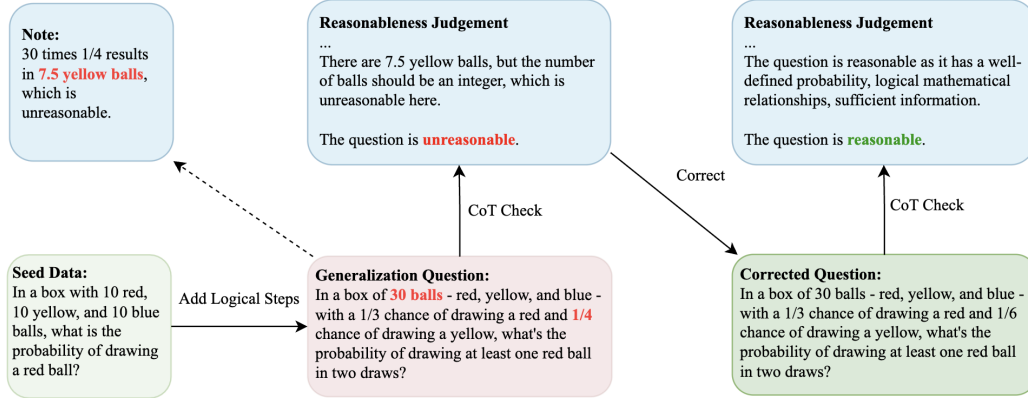 Note:
30 times 1/4 results
in 7.5 yellow balls,
which is
unreasonable.
Reasonableness Judgement
...
There are 7.5 yellow balls, but the number
of balls should be an integer, which is
unreasonable here.
The question is unreasonable.
Reasonableness Judgement
...
The question is reasonable as it has a well-
defined probability, logical mathematical
relationships, sufficient information.
The question is reasonable.
Correct
CoT Check
CoT Check
Seed Data:
In a box with 10 red,
10 yellow, and 10 blue
balls, what is the
probability of drawing
a red ball?
Add Logical Steps
Generalization Question:
In a box of 30 balls - red, yellow, and blue -
with a 1/3 chance of drawing a red and 1/4
chance of drawing a yellow, what's the
probability of drawing at least one red ball
in two draws?
Corrected Question:
In a box of 30 balls - red, yellow, and blue -
with a 1/3 chance of drawing a red and 1/6
chance of drawing a yellow, what's the
probability of drawing at least one red ball
in two draws?